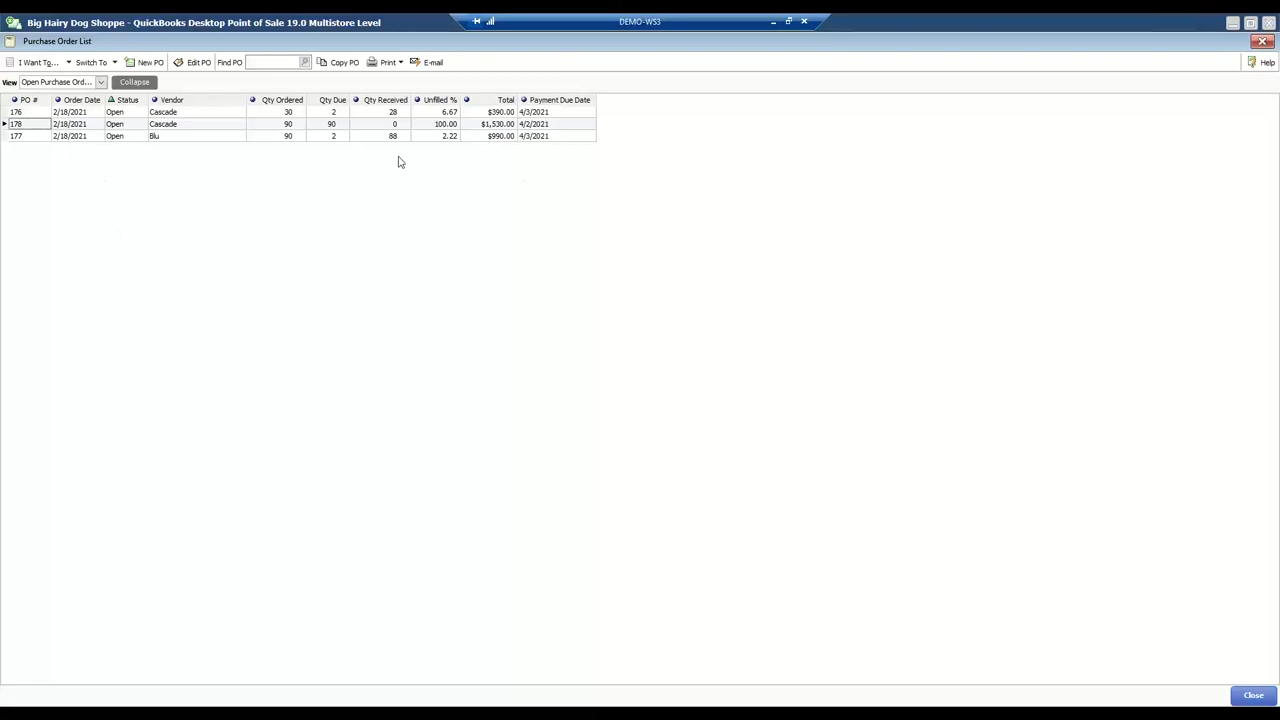 Big Hairy Dog Shoppe - QuickBooks Desktop Point of Sale 19.0 Multistore Level DEMO-WS3
Purchase Order List
I Want To... Switch To New PO Edit PO Find PO Copy PO Print E-mail Help
View Open Purchase Ord... Collapse
PO # Order Date Status Vendor Qty Ordered Qty Due Qty Received Unfilled % Total Payment Due Date
176 2/18/2021 Open Cascade 30 2 28 6.67 $390.00 4/3/2021
178 2/18/2021 Open Cascade 90 90 0 100.00 $1,530.00 4/2/2021
177 2/18/2021 Open Blu 90 2 88 2.22 $990.00 4/3/2021
Close